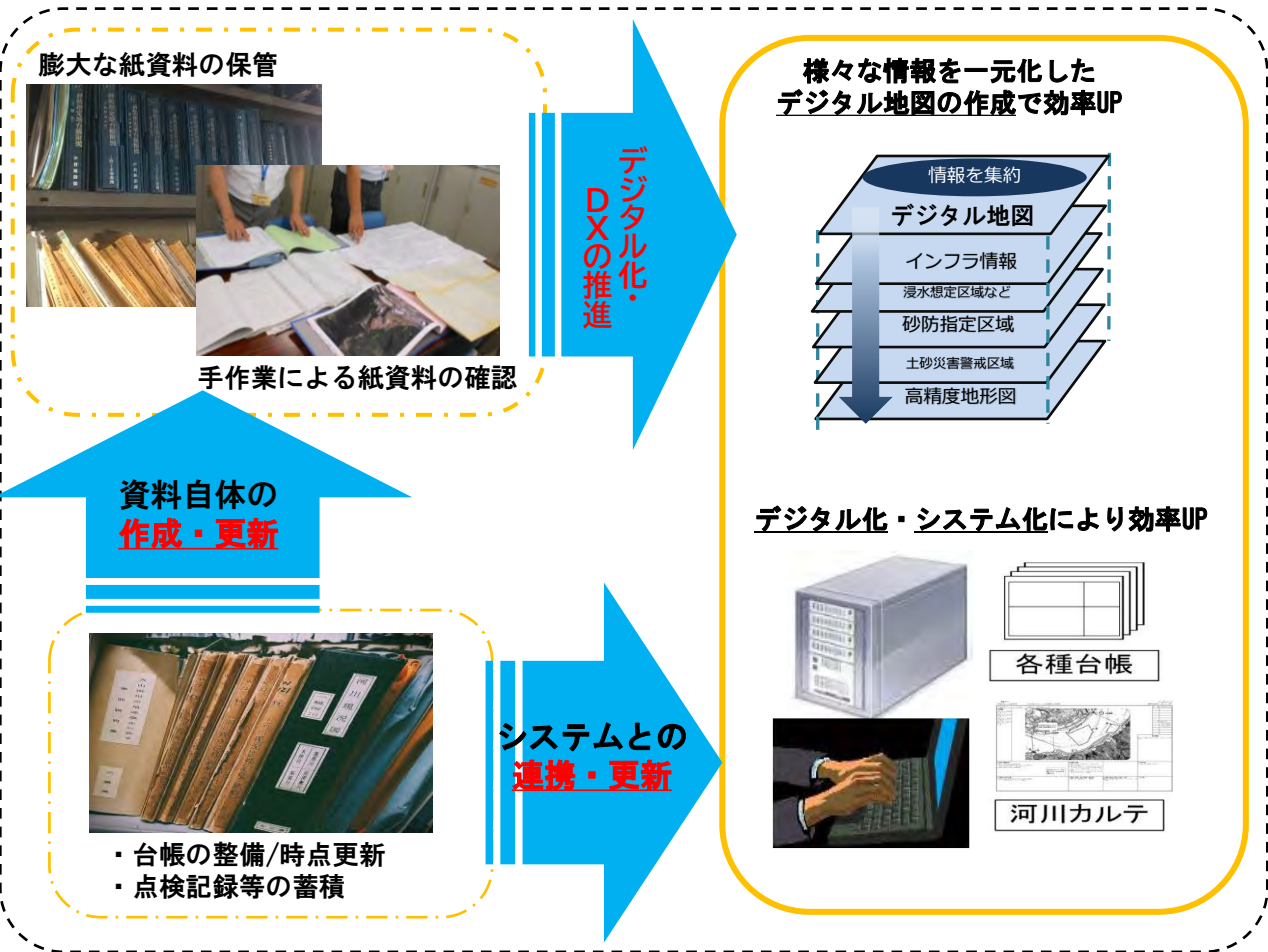 膨大な紙資料の保管
手作業による紙資料の確認
デジタル化・
DXの推進
様々な情報を一元化した
デジタル地図の作成で効率UP
情報を集約
デジタル地図
インフラ情報
浸水想定区域など
砂防指定区域
土砂災害警戒区域
高精度地形図
資料自体の
作成・更新
デジタル化・システム化により効率UP
各種台帳
河川カルテ
システムとの
連携・更新
河川現況図
・台帳の整備/時点更新
・点検記録等の蓄積